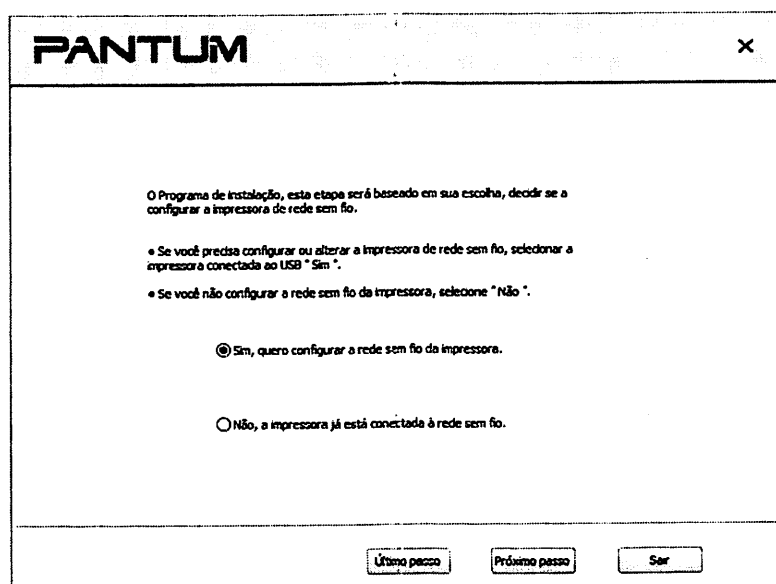 PANTUM
O Programa de instalação, esta etapa será baseado em sua escolha, decidir se a
configurar a impressora de rede sem fio.
• Se você precisa configurar ou alterar a impressora de rede sem fio, selecionar a
impressora conectada ao USB " Sim ".
• Se você não configurar a rede sem fio da impressora, selecione " Não ".
Sim, quero configurar a rede sem fio da impressora.
Não, a impressora já está conectada à rede sem fio.
Último passo Próximo passo Sair